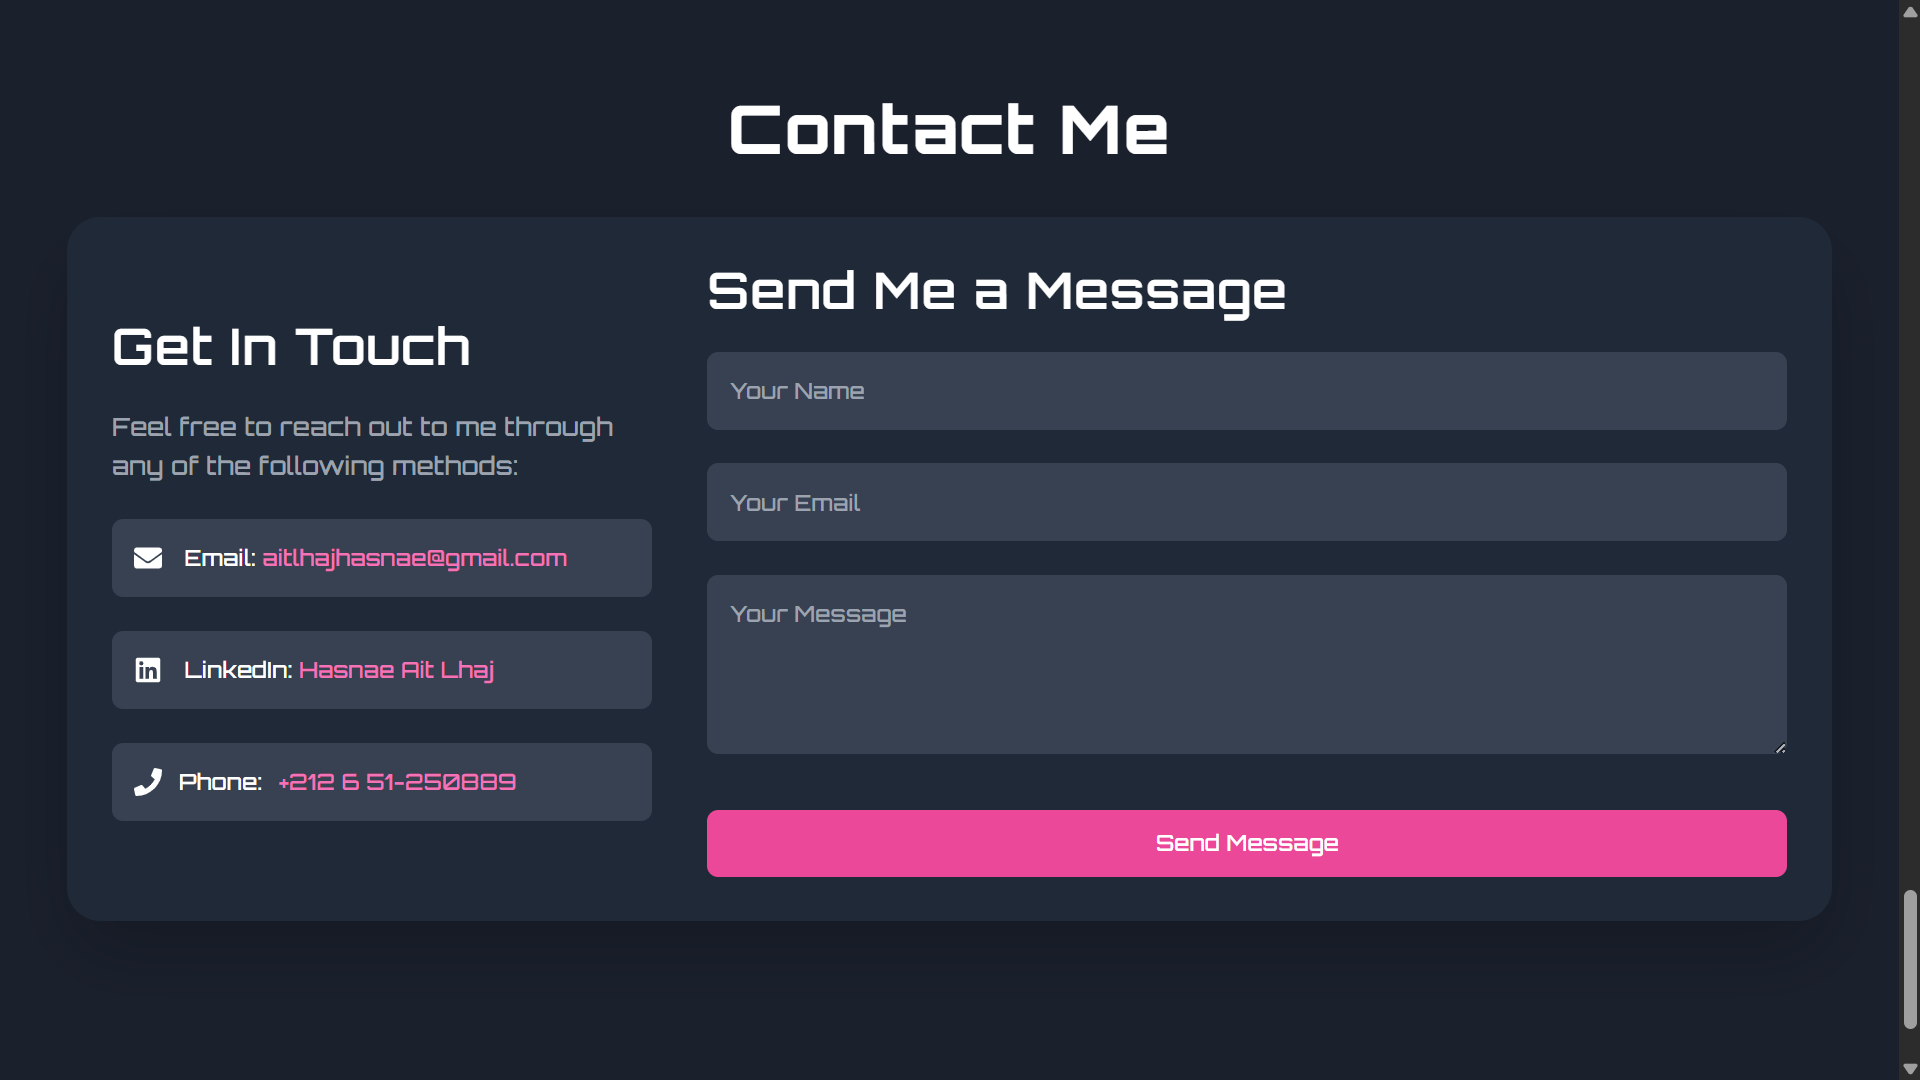 Contact Me
Get In Touch
Feel free to reach out to me through
any of the following methods:
Email: aitlhajhasnae@gmail.com
LinkedIn: Hasnae Ait Lhaj
Phone: +212 6 51-250889
Send Me a Message
Your Name
Your Email
Your Message
Send Message